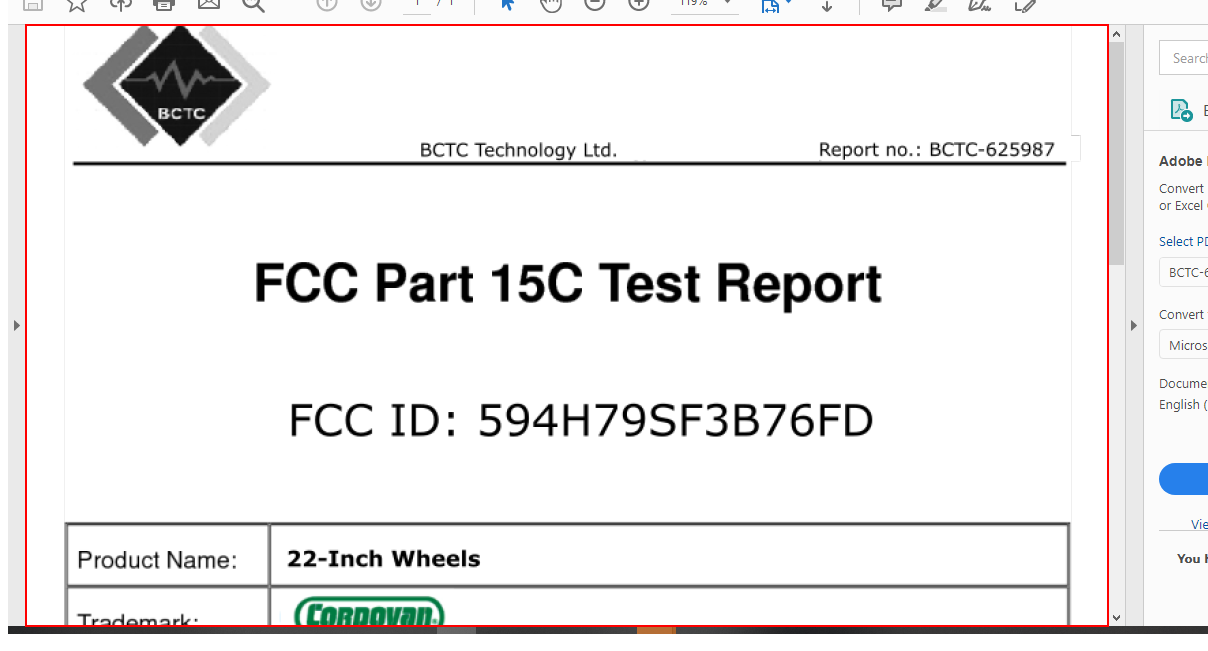 1 / 1
119%
BCTC
BCTC Technology Ltd.
Report no.: BCTC-625987
FCC Part 15C Test Report
FCC ID: 594H79SF3B76FD
Product Name:
22-Inch Wheels
Trademark:
CORDOVAN
Search
Adobe
Convert
or Excel
Select PD
BCTC-6
Convert
Micros
Docume
English (
Vie
You